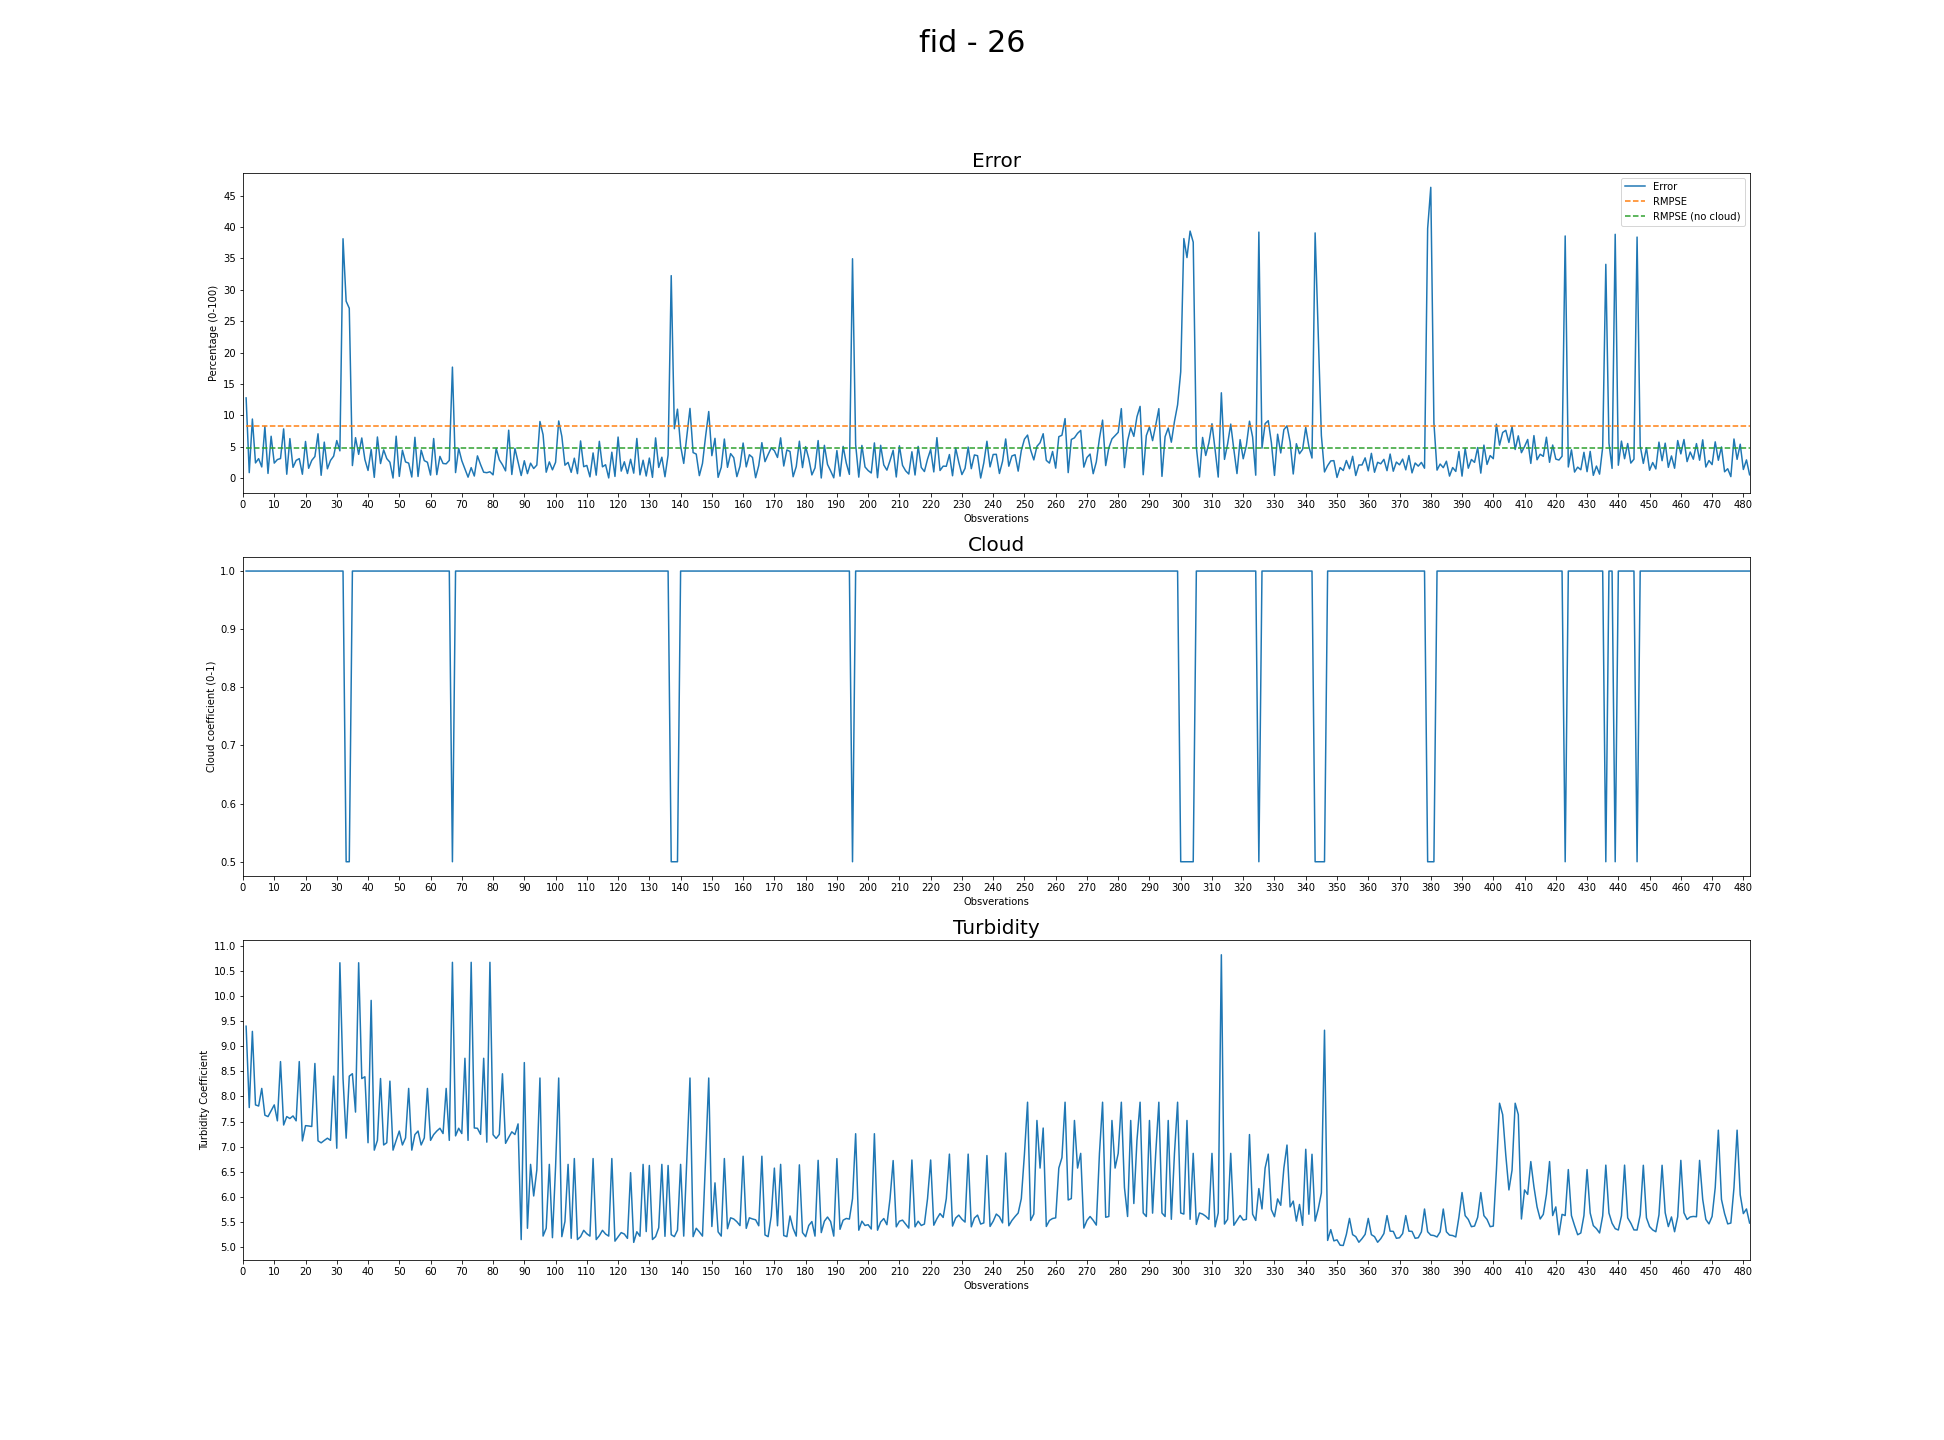 fid - 26
Error
Percentage (0-100)
45
40
35
30
25
20
15
10
5
0
Error
RMPSE
RMPSE (no cloud)
0 10 20 30 40 50 60 70 80 90 100 110 120 130 140 150 160 170 180 190 200 210 220 230 240 250 260 270 280 290 300 310 320 330 340 350 360 370 380 390 400 410 420 430 440 450 460 470 480
Obsverations
Cloud
Cloud coefficient (0-1)
1.0
0.9
0.8
0.7
0.6
0.5
0 10 20 30 40 50 60 70 80 90 100 110 120 130 140 150 160 170 180 190 200 210 220 230 240 250 260 270 280 290 300 310 320 330 340 350 360 370 380 390 400 410 420 430 440 450 460 470 480
Obsverations
Turbidity
Turbidity Coefficient
11.0
10.5
10.0
9.5
9.0
8.5
8.0
7.5
7.0
6.5
6.0
5.5
5.0
0 10 20 30 40 50 60 70 80 90 100 110 120 130 140 150 160 170 180 190 200 210 220 230 240 250 260 270 280 290 300 310 320 330 340 350 360 370 380 390 400 410 420 430 440 450 460 470 480
Obsverations